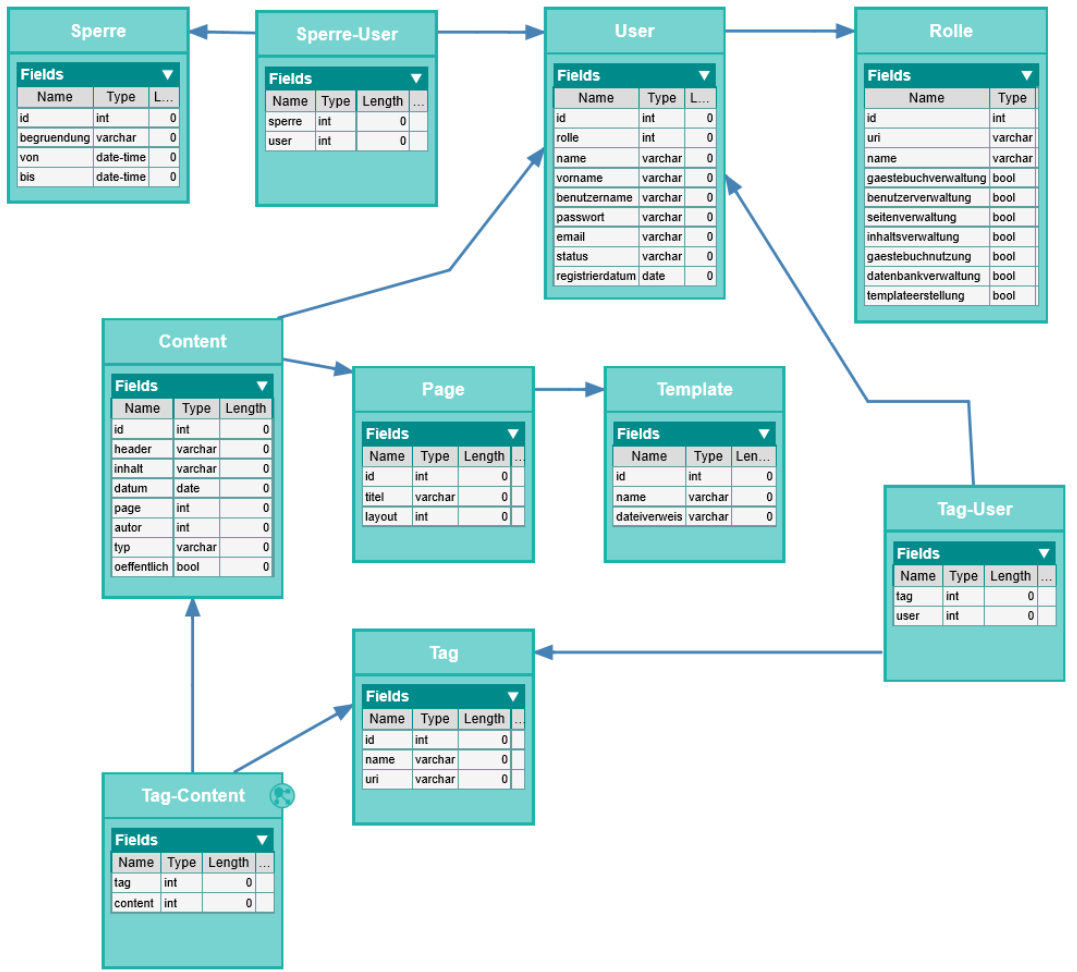 Sperre
Fields
Name Type L...
id int 0
begruendung varchar 0
von date-time 0
bis date-time 0
Sperre-User
Fields
Name Type Length ...
sperre int 0
user int 0
User
Fields
Name Type L...
id int 0
rolle int 0
name varchar 0
vorname varchar 0
benutzername varchar 0
passwort varchar 0
email varchar 0
status varchar 0
registrierdatum date 0
Rolle
Fields
Name Type
id int
uri varchar
name varchar
gaestebuchverwaltung bool
benutzerverwaltung bool
seitenverwaltung bool
inhaltsverwaltung bool
gaestebuchnutzung bool
datenbankverwaltung bool
templateerstellung bool
Content
Fields
Name Type Length
id int 0
header varchar 0
inhalt varchar 0
datum date 0
page int 0
autor int 0
typ varchar 0
oeffentlich bool 0
Page
Fields
Name Type Length ...
id int 0
titel varchar 0
layout int 0
Template
Fields
Name Type Len...
id int 0
name varchar 0
dateiverweis varchar 0
Tag-User
Fields
Name Type Length ...
tag int 0
user int 0
Tag
Fields
Name Type Length ...
id int 0
name varchar 0
uri varchar 0
Tag-Content
Fields
Name Type Length ...
tag int 0
content int 0